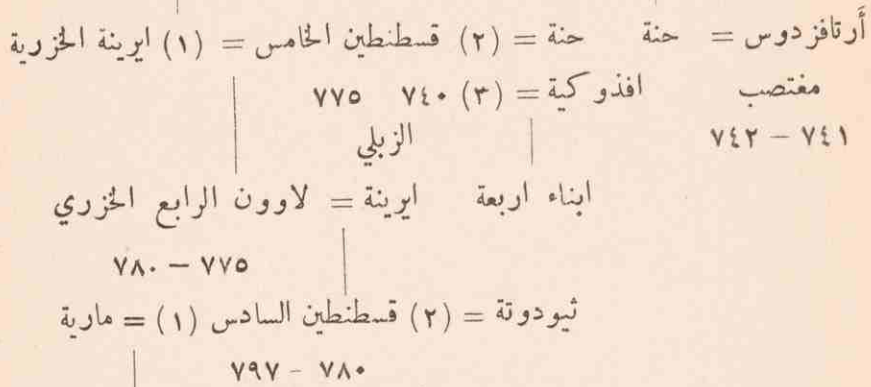 أَرتافزدوس = حنة حنة = (٢) قسطنطين الخامس = (١) ايرينة الخزرية
مغتصب افذوكية = (٣) ٧٤٠ ٧٧٥
٧٤١ – ٧٤٢ الزبلي
ابناء اربعة ايرينة = لاوون الرابع الخزري
٧٧٥ – ٧٨٠
ثيودوتة = (٢) قسطنطين السادس (١) = مارية
٧٨٠ – ٧٩٧